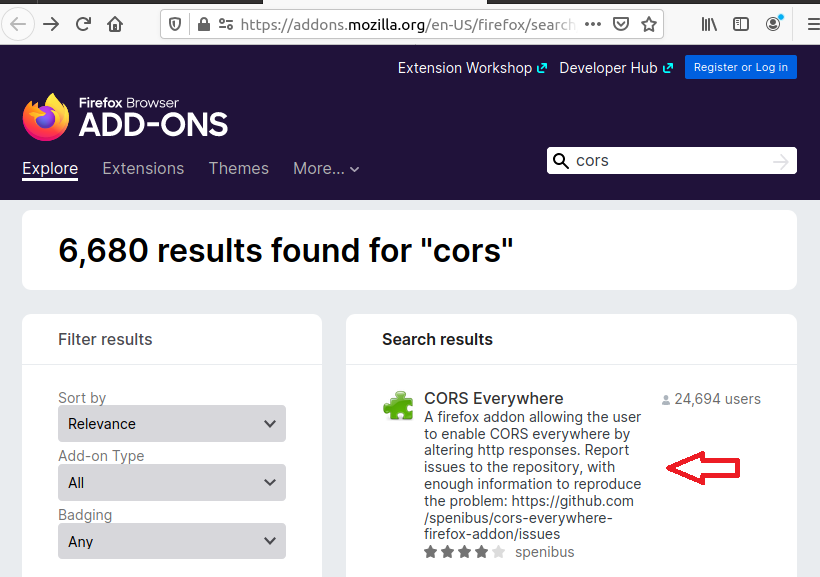 https://addons.mozilla.org/en-US/firefox/search
Extension Workshop Developer Hub Register or Log in
Firefox Browser
ADD-ONS
Explore Extensions Themes More...
cors
6,680 results found for "cors"
Filter results
Sort by
Relevance
Add-on Type
All
Badging
Any
Search results
CORS Everywhere 24,694 users
A firefox addon allowing the user
to enable CORS everywhere by
altering http responses. Report
issues to the repository, with
enough information to reproduce
the problem: https://github.com
/spenibus/cors-everywhere-
firefox-addon/issues
spenibus